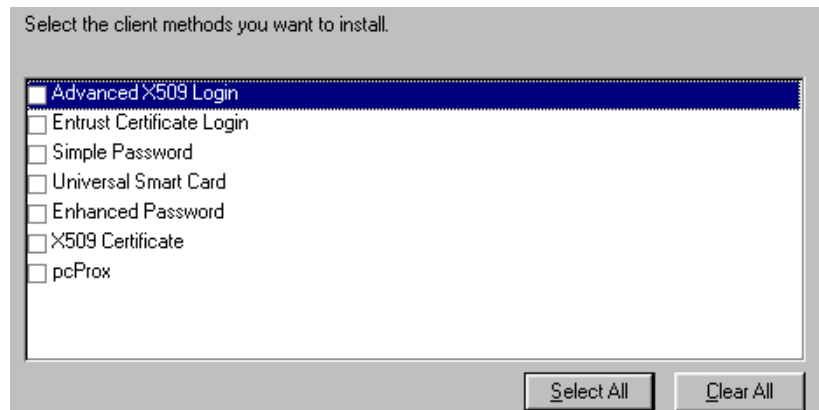 Select the client methods you want to install.
Advanced X509 Login
Entrust Certificate Login
Simple Password
Universal Smart Card
Enhanced Password
X509 Certificate
pcProx
Select All
Clear All